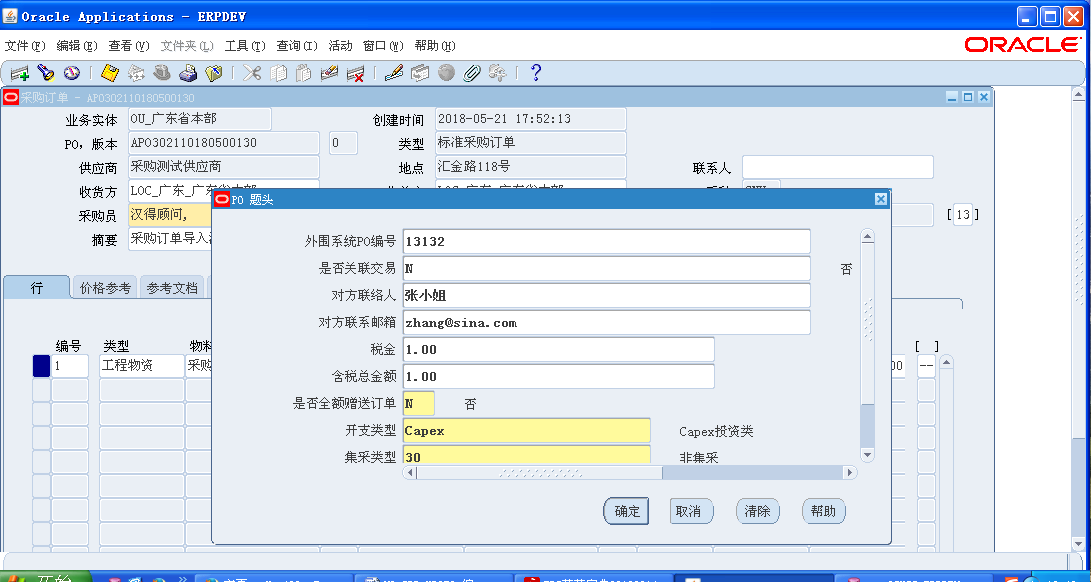 Oracle Applications - ERPDEV
文件(F) 编辑(E) 查看(V) 文件夹(L) 工具(T) 查询(I) 活动 窗口(W) 帮助(H)
ORACLE
采购订单 - AP0302110180500130
业务实体 OU_广东省本部 创建时间 2018-05-21 17:52:13
PO，版本 AP0302110180500130 0 类型 标准采购订单
供应商 采购测试供应商 地点 汇金路118号 联系人
收货方 LOC_广东_广东省本部
采购员 汉得顾问, [ 13 ]
摘要 采购订单导入
PO 题头
外围系统PO编号 13132
是否关联交易 N 否
对方联络人 张小姐
对方联系邮箱 zhang@sina.com
税金 1.00
含税总金额 1.00
是否全额赠送订单 N 否
开支类型 Capex Capex投资类
集采类型 30 非集采
确定 取消 清除 帮助
行 价格参考 参考文档
编号 类型 物料 [ ]
1 工程物资 采购 00 --
开始